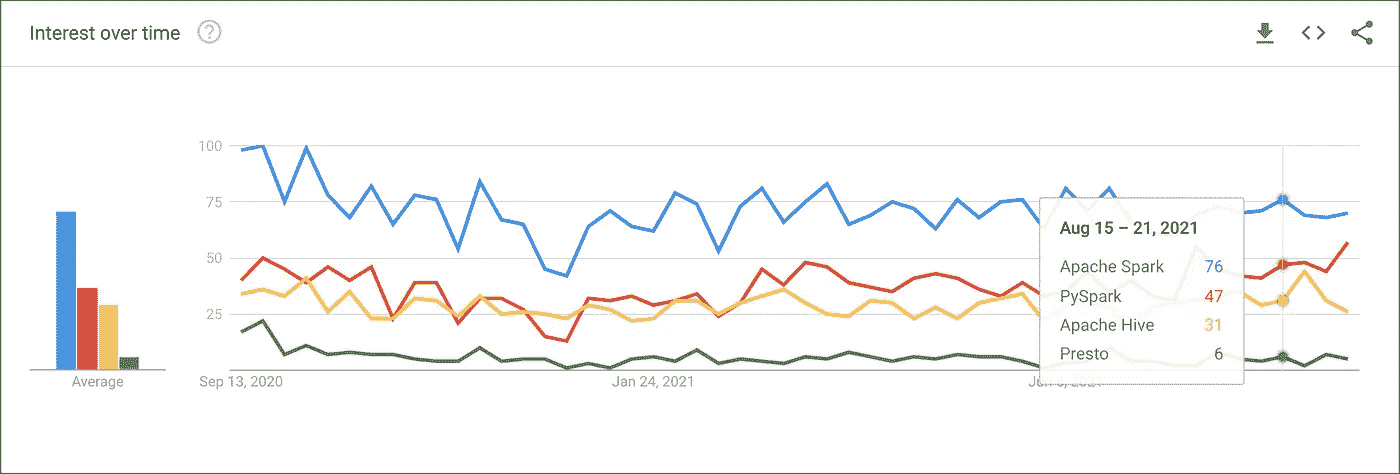 Interest over time ?
100
75
50
25
Average
Sep 13, 2020
Jan 24, 2021
Aug 15 – 21, 2021
Apache Spark 76
PySpark 47
Apache Hive 31
Presto 6